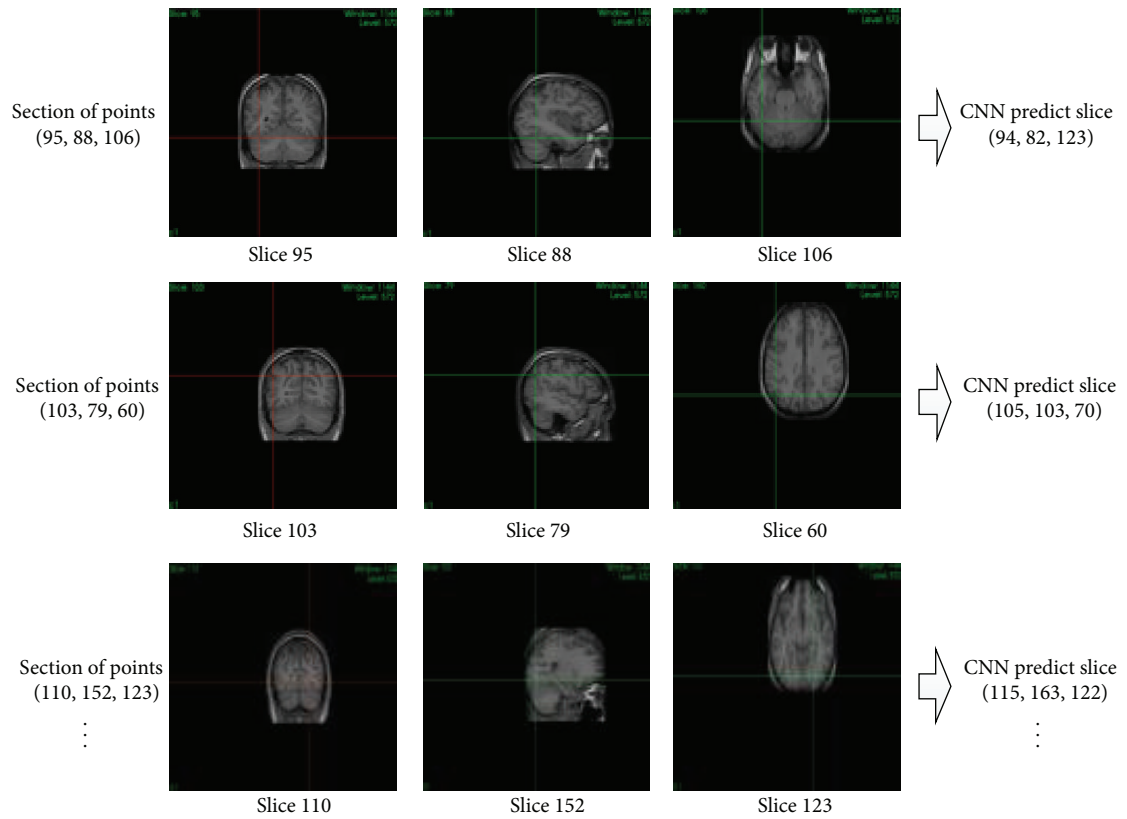 Section of points
(95, 88, 106)
Slice 95
Slice 88
Slice 106
CNN predict slice
(94, 82, 123)
Section of points
(103, 79, 60)
Slice 103
Slice 79
Slice 60
CNN predict slice
(105, 103, 70)
Section of points
(110, 152, 123)
Slice 110
Slice 152
Slice 123
CNN predict slice
(115, 163, 122)